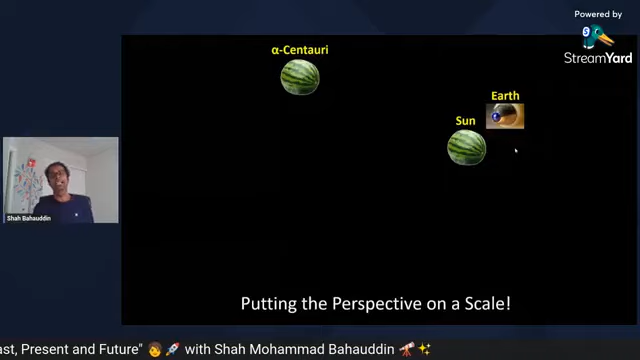 Powered by
StreamYard
α-Centauri
Earth
Sun
Shah Bahauddin
Putting the Perspective on a Scale!
ast, Present and Future" 🧑🚀 with Shah Mohammad Bahauddin 🔭✨